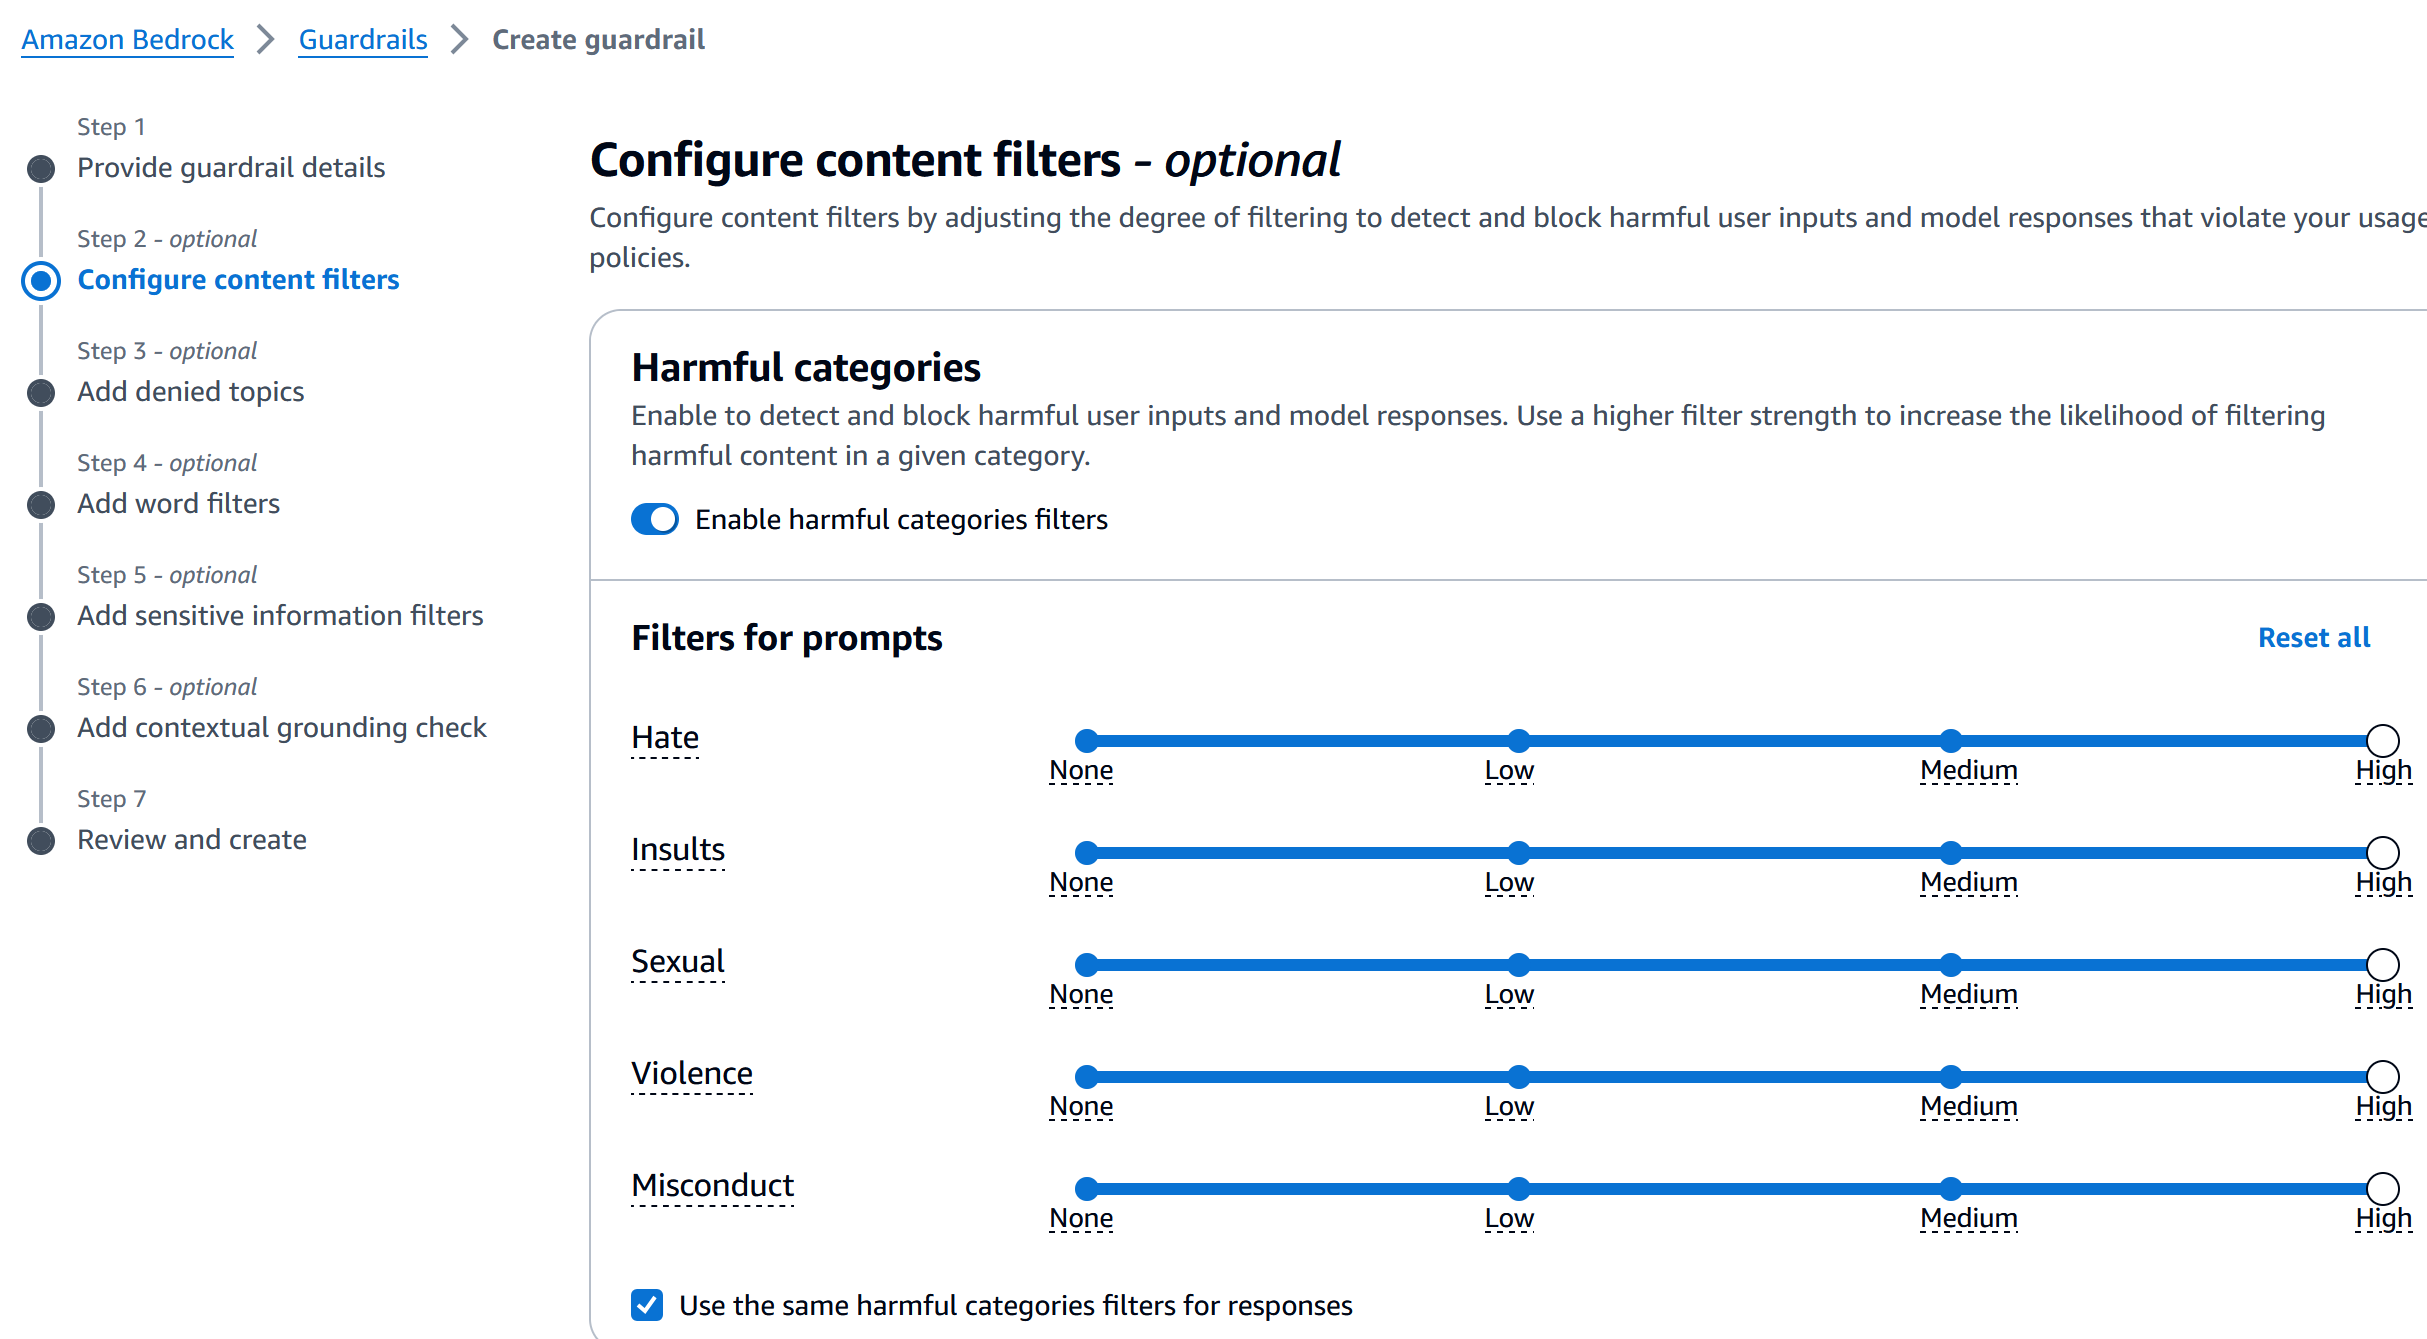 Amazon Bedrock > Guardrails > Create guardrail
Step 1
Provide guardrail details
Step 2 - optional
Configure content filters
Step 3 - optional
Add denied topics
Step 4 - optional
Add word filters
Step 5 - optional
Add sensitive information filters
Step 6 - optional
Add contextual grounding check
Step 7
Review and create
Configure content filters - optional
Configure content filters by adjusting the degree of filtering to detect and block harmful user inputs and model responses that violate your usage
policies.
Harmful categories
Enable to detect and block harmful user inputs and model responses. Use a higher filter strength to increase the likelihood of filtering
harmful content in a given category.
Enable harmful categories filters
Filters for prompts
Reset all
Hate
None Low Medium High
Insults
None Low Medium High
Sexual
None Low Medium High
Violence
None Low Medium High
Misconduct
None Low Medium High
Use the same harmful categories filters for responses